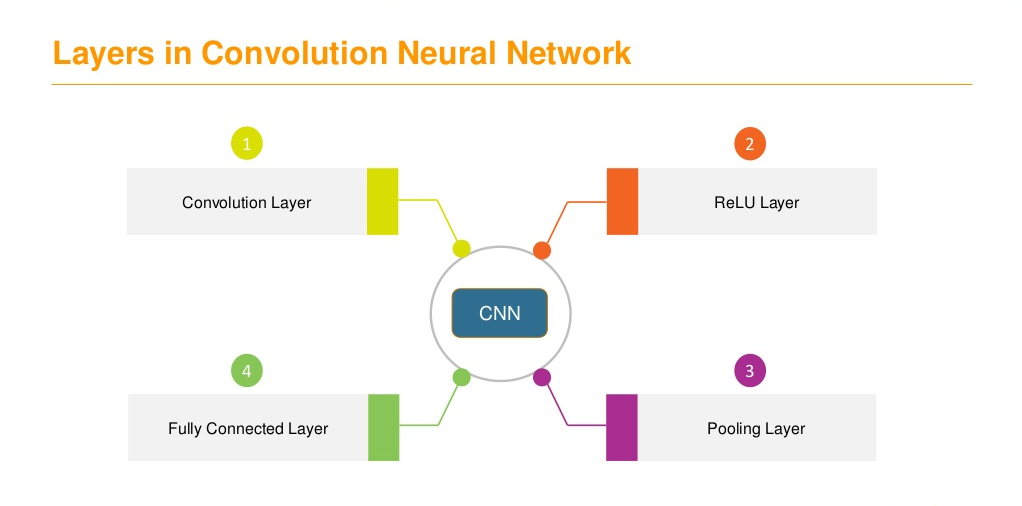 Layers in Convolution Neural Network
1
Convolution Layer
2
ReLU Layer
CNN
4
Fully Connected Layer
3
Pooling Layer